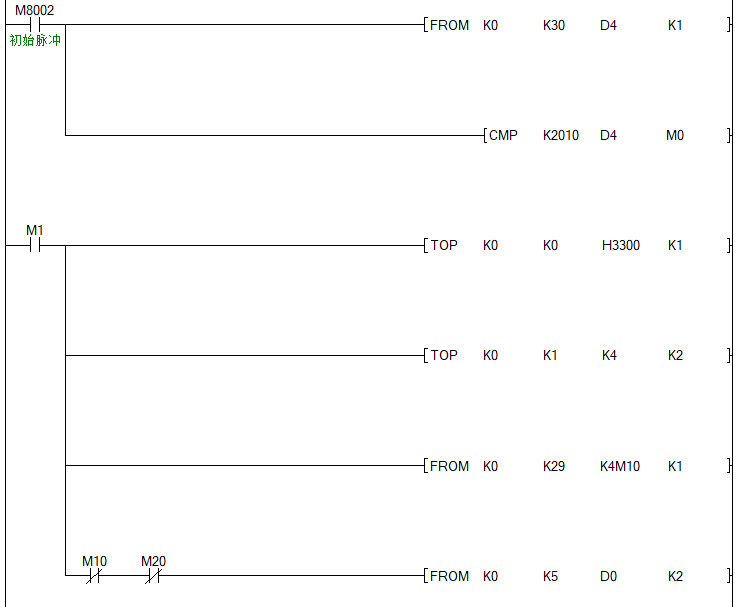 M8002
初始脉冲
[FROM K0 K30 D4 K1 ]
[CMP K2010 D4 M0 ]
M1
[TOP K0 K0 H3300 K1 ]
[TOP K0 K1 K4 K2 ]
[FROM K0 K29 K4M10 K1 ]
M10 M20
[FROM K0 K5 D0 K2 ]